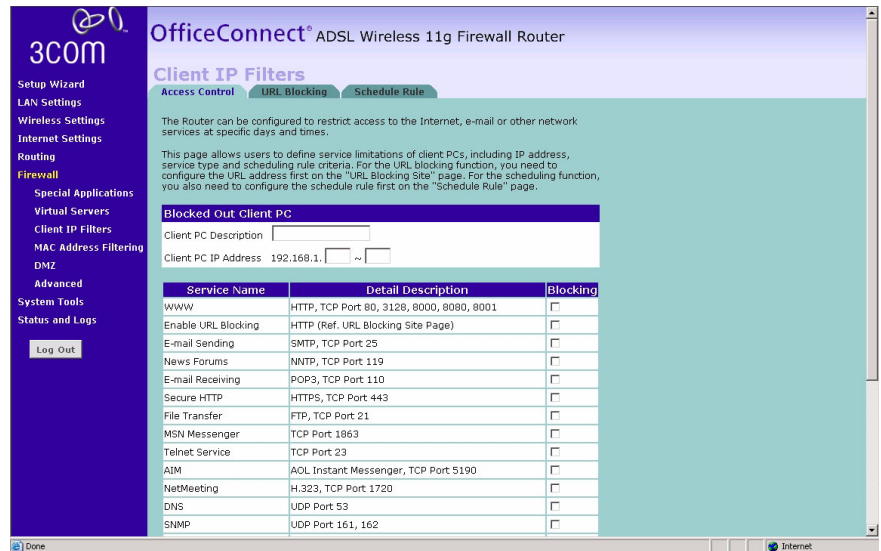 3com
OfficeConnect® ADSL Wireless 11g Firewall Router
Client IP Filters
Access Control URL Blocking Schedule Rule
Setup Wizard
LAN Settings
Wireless Settings
Internet Settings
Routing
Firewall
Special Applications
Virtual Servers
Client IP Filters
MAC Address Filtering
DMZ
Advanced
System Tools
Status and Logs
Log Out
The Router can be configured to restrict access to the Internet, e-mail or other network
services at specific days and times.
This page allows users to define service limitations of client PCs, including IP address,
service type and scheduling rule criteria. For the URL blocking function, you need to
configure the URL address first on the "URL Blocking Site" page. For the scheduling function,
you also need to configure the schedule rule first on the "Schedule Rule" page.
Blocked Out Client PC
Client PC Description
Client PC IP Address 192.168.1. ~
Service Name Detail Description Blocking
WWW HTTP, TCP Port 80, 3128, 8000, 8080, 8001
Enable URL Blocking HTTP (Ref. URL Blocking Site Page)
E-mail Sending SMTP, TCP Port 25
News Forums NNTP, TCP Port 119
E-mail Receiving POP3, TCP Port 110
Secure HTTP HTTPS, TCP Port 443
File Transfer FTP, TCP Port 21
MSN Messenger TCP Port 1863
Telnet Service TCP Port 23
AIM AOL Instant Messenger, TCP Port 5190
NetMeeting H.323, TCP Port 1720
DNS UDP Port 53
SNMP UDP Port 161, 162
Done Internet